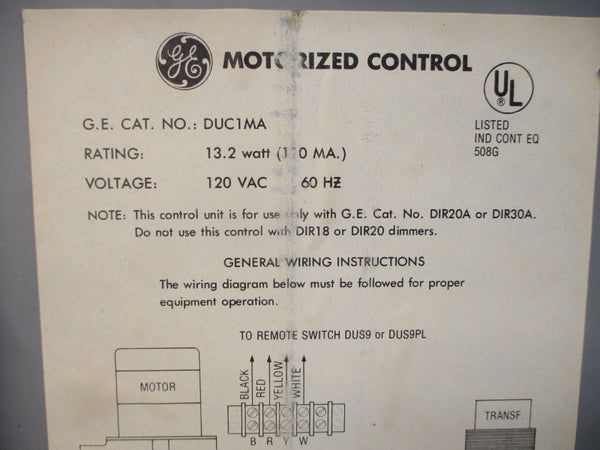 GE MOTORIZED CONTROL
UL
®
G.E. CAT. NO.: DUC1MA
LISTED
IND CONT EQ
508G
RATING: 13.2 watt (110 MA.)
VOLTAGE: 120 VAC 60 HZ
NOTE: This control unit is for use only with G.E. Cat. No. DIR20A or DIR30A.
Do not use this control with DIR18 or DIR20 dimmers.
GENERAL WIRING INSTRUCTIONS
The wiring diagram below must be followed for proper
equipment operation.
TO REMOTE SWITCH DUS9 or DUS9PL
BLACK
RED
YELLOW
WHITE
MOTOR
TRANSF.
B R Y W